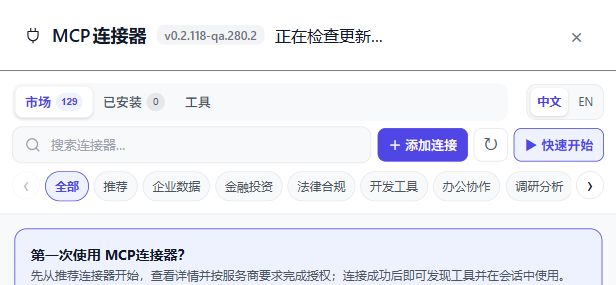 MCP连接器 v0.2.118-qa.280.2 正在检查更新...
市场 129 已安装 0 工具 中文 EN
搜索连接器... + 添加连接 快速开始
全部 推荐 企业数据 金融投资 法律合规 开发工具 办公协作 调研分析
第一次使用 MCP连接器?
先从推荐连接器开始，查看详情并按服务商要求完成授权；连接成功后即可发现工具并在会话中使用。